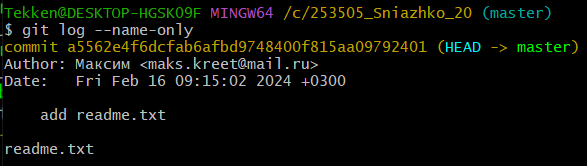 Tekken@DESKTOP-HGSK09F MINGW64 /c/253505_Sniazhko_20 (master)
$ git log --name-only
commit a5562e4f6dcfab6afbd9748400f815aa09792401 (HEAD -> master)
Author: Максим <maks.kreet@mail.ru>
Date:   Fri Feb 16 09:15:02 2024 +0300

    add readme.txt

readme.txt